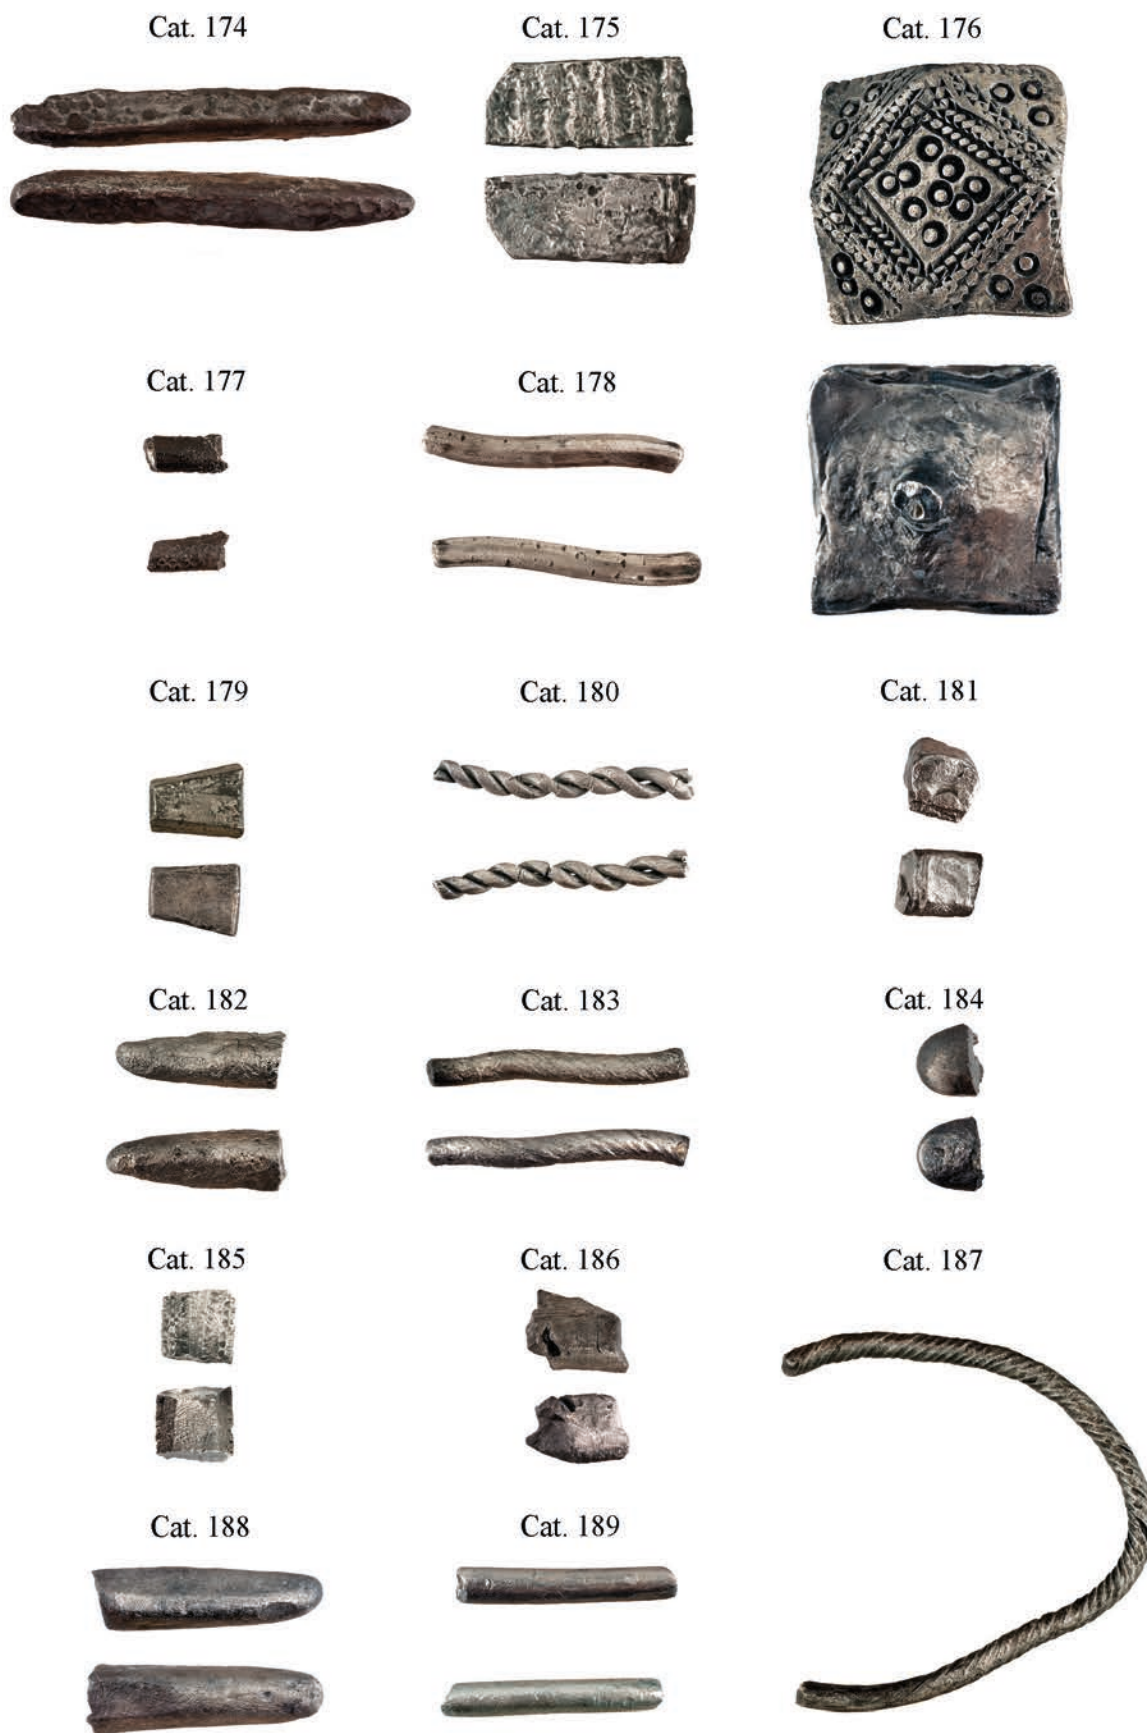 Cat. 174 Cat. 175 Cat. 176
Cat. 177 Cat. 178
Cat. 179 Cat. 180 Cat. 181
Cat. 182 Cat. 183 Cat. 184
Cat. 185 Cat. 186 Cat. 187
Cat. 188 Cat. 189